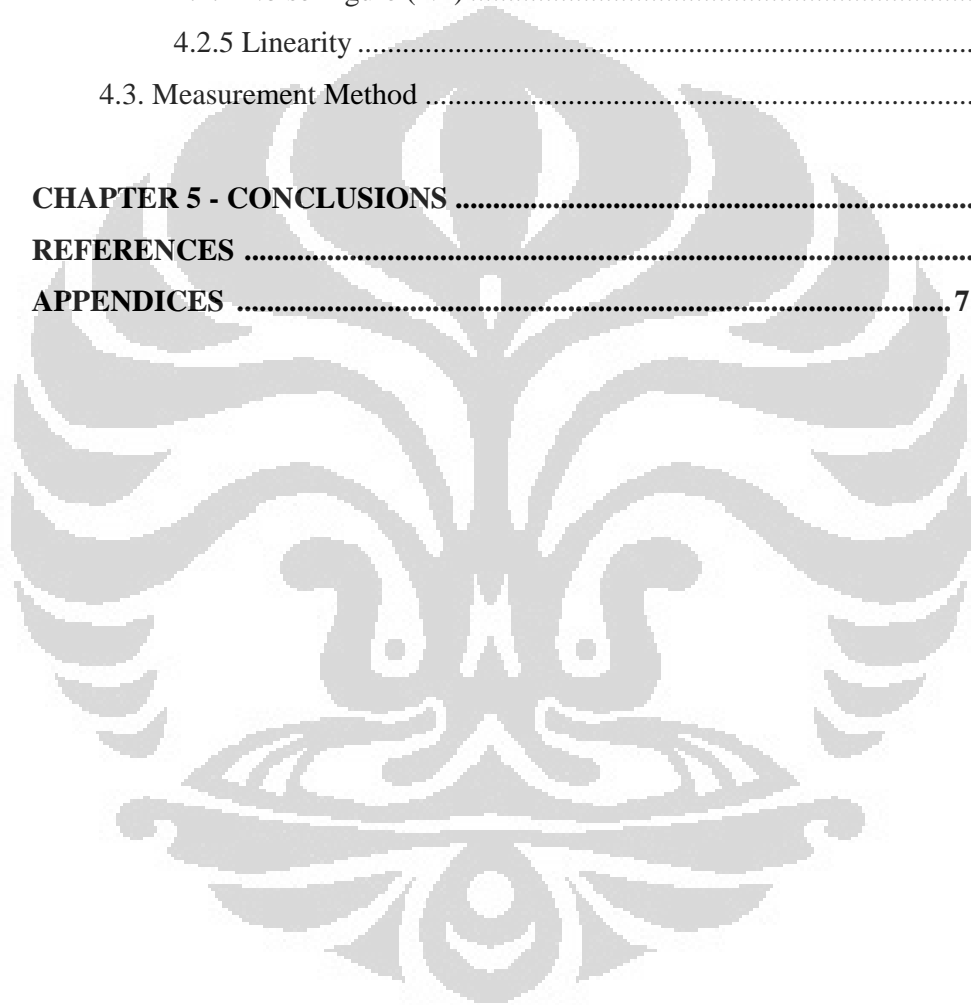 4.2.5 Linearity ...................................................................................
4.3. Measurement Method .........................................................................
CHAPTER 5 - CONCLUSIONS .....................................................................
REFERENCES ..................................................................................................
APPENDICES ...............................................................................................7